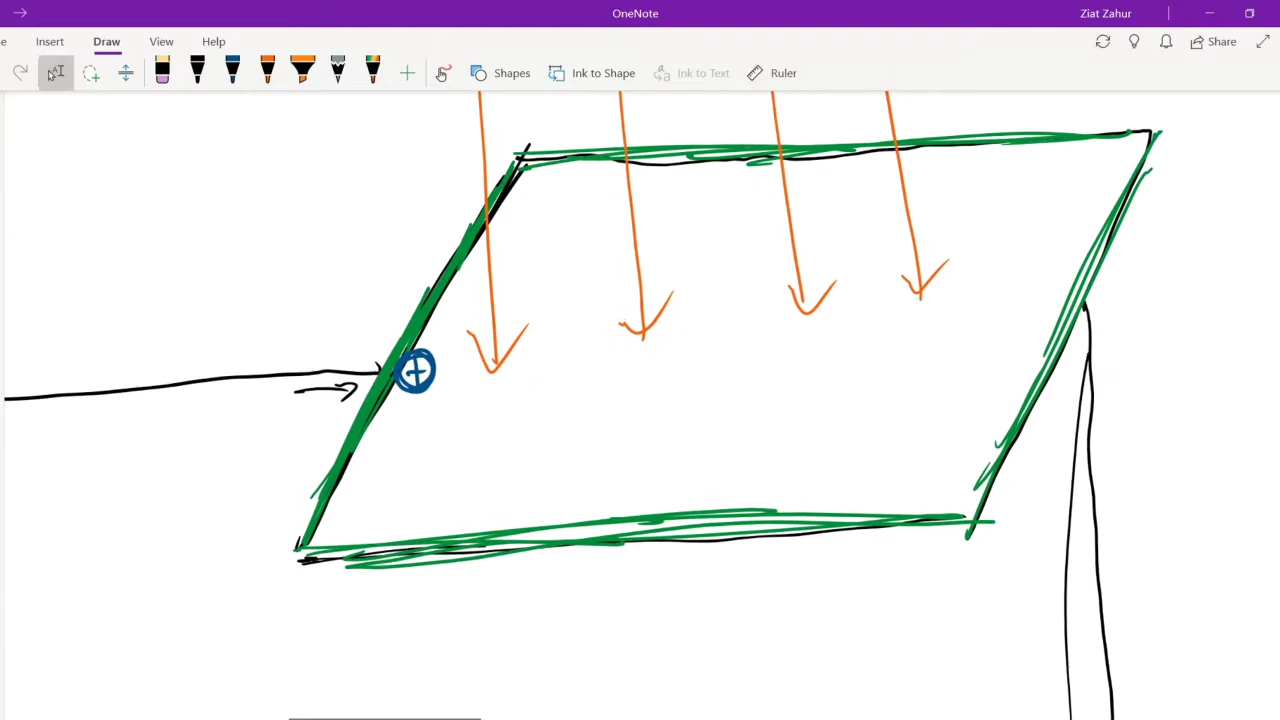 OneNote
Ziat Zahur
e Insert Draw View Help
Share
Shapes Ink to Shape Ink to Text Ruler
+